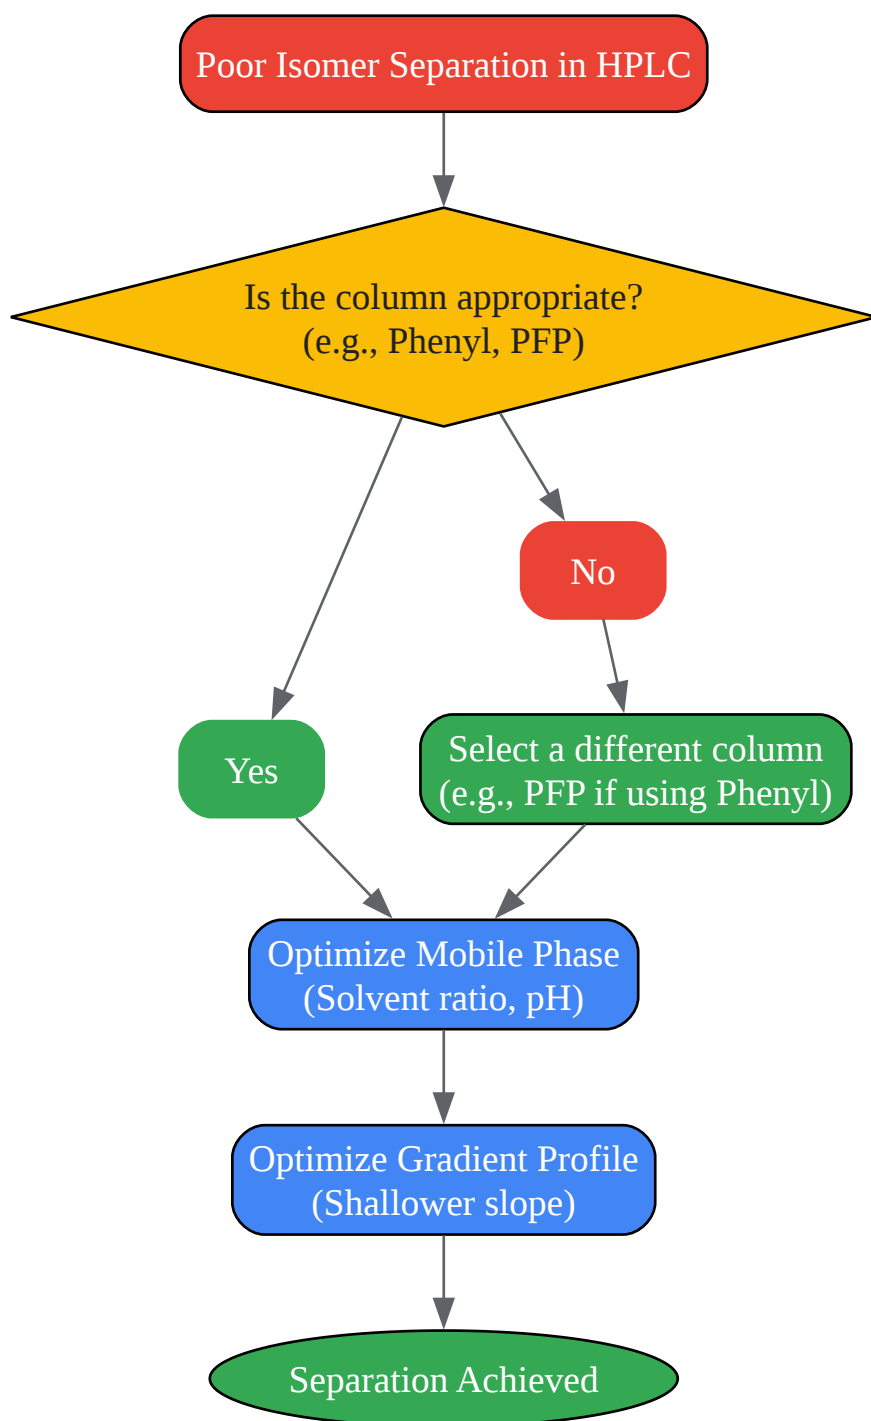 Poor Isomer Separation in HPLC
Is the column appropriate?
(e.g., Phenyl, PFP)
No
Yes
Select a different column
(e.g., PFP if using Phenyl)
Optimize Mobile Phase
(Solvent ratio, pH)
Optimize Gradient Profile
(Shallower slope)
Separation Achieved